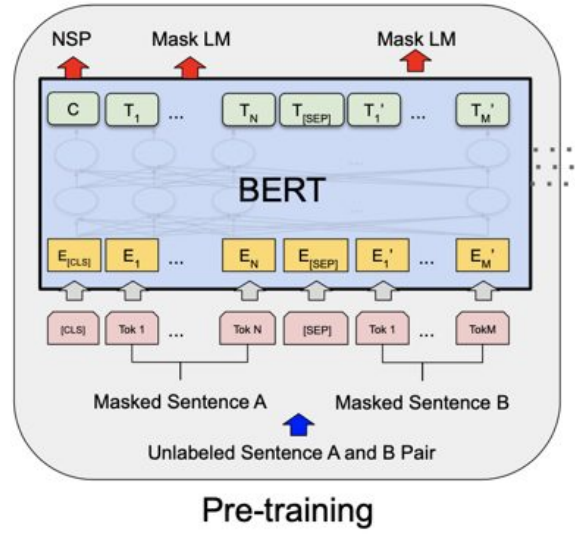 NSP Mask LM Mask LM
C T1 ... TN T[SEP] T1' ... TM'
BERT
E[CLS] E1 ... EN E[SEP] E1' ... EM'
[CLS] Tok 1 ... Tok N [SEP] Tok 1 ... TokM
Masked Sentence A Masked Sentence B
Unlabeled Sentence A and B Pair
Pre-training